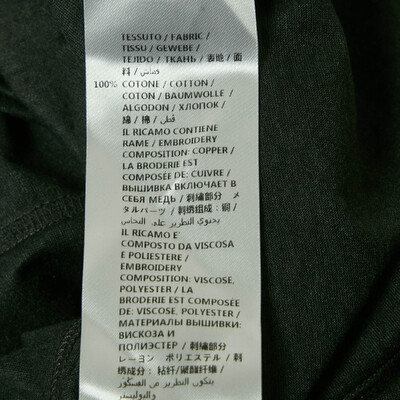 TESSUTO / FABRIC /
TISSU / GEWEBE /
TEJIDO / ТКАНЬ / 表地 / 面
料 / قماش
100% COTONE / COTTON /
COTON / BAUMWOLLE /
ALGODON / ХЛОПОК /
綿 / 棉 / قطن
IL RICAMO CONTIENE
RAME / EMBROIDERY
COMPOSITION: COPPER /
LA BRODERIE EST
COMPOSÉE DE: CUIVRE /
ВЫШИВКА ВКЛЮЧАЕТ В
СЕБЯ МЕДЬ / 刺繍部分 メ
タルパーツ / 刺绣组成: 铜 /
يحتوي التطريز على النحاس
IL RICAMO E'
COMPOSTO DA VISCOSA
E POLIESTERE /
EMBROIDERY
COMPOSITION: VISCOSE,
POLYESTER / LA
BRODERIE EST COMPOSÉE
DE: VISCOSE, POLYESTER /
МАТЕРИАЛЫ ВЫШИВКИ:
ВИСКОЗА И
ПОЛИЭСТЕР / 刺繍部分
レーヨン ポリエステル / 刺
绣成分: 粘纤/聚酯纤维 /
يتكون التطريز من الفسكوز
والبوليستر